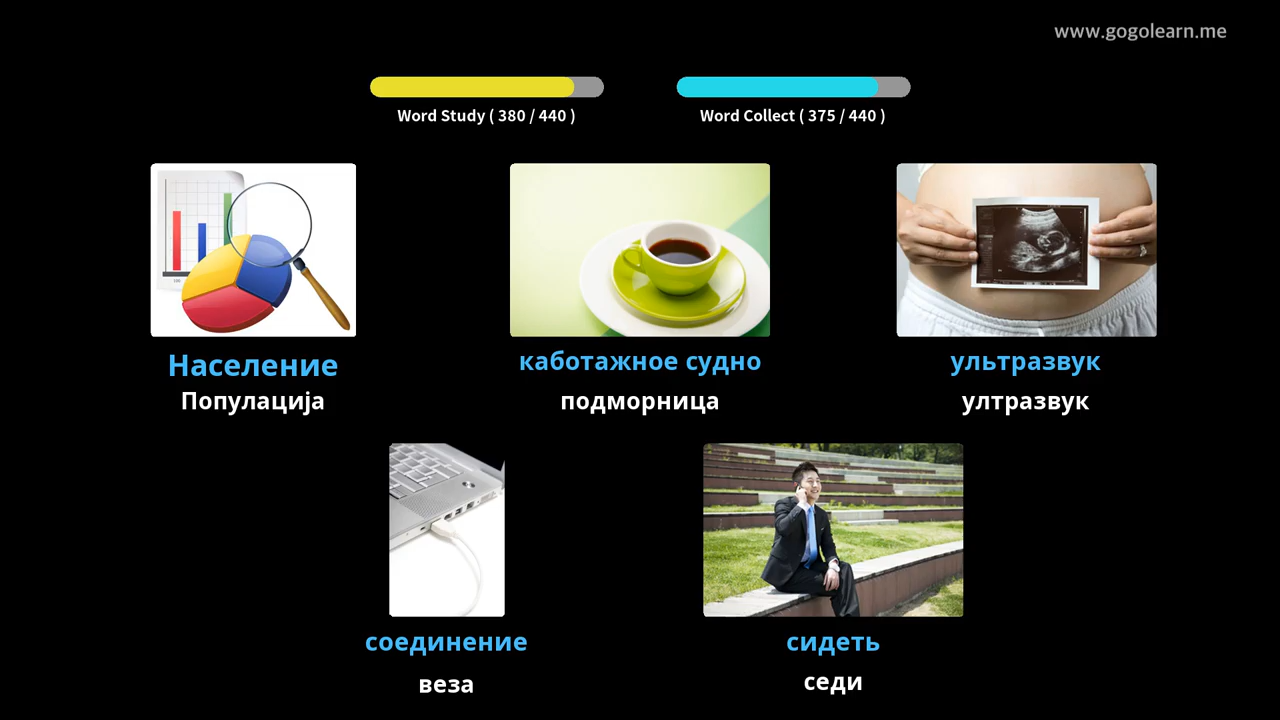 www.gogolearn.me
Word Study ( 380 / 440 )
Word Collect ( 375 / 440 )
Население
Популација
каботажное судно
подморница
ультразвук
ултразвук
соединение
веза
сидеть
седи